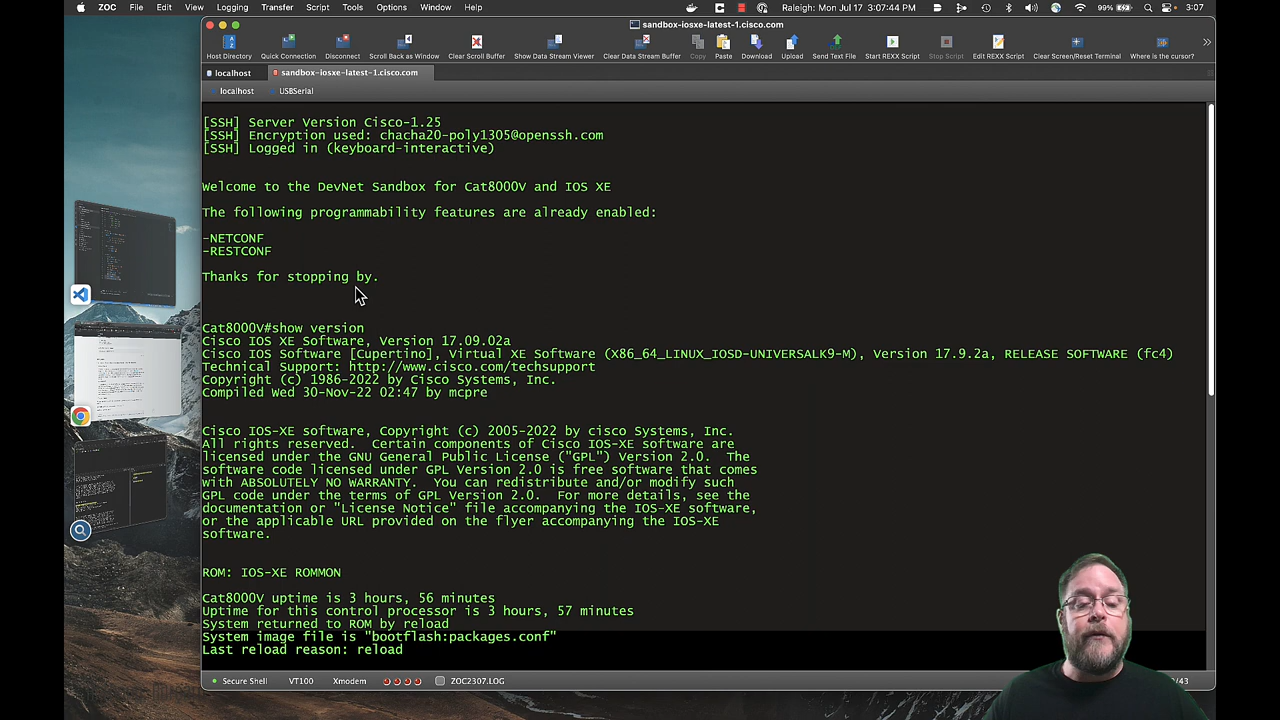 ZOC File Edit View Logging Transfer Script Tools Options Window Help Raleigh: Mon Jul 17 3:07:44 PM 99% 3:07
sandbox-iosxe-latest-1.cisco.com
Host Directory Quick Connection Disconnect Scroll Back as Window Clear Scroll Buffer Show Data Stream Viewer Clear Data Stream Buffer Copy Paste Download Upload Send Text File Start REXX Script Stop Script Edit REXX Script Clear Screen/Reset Terminal Where is the cursor?
localhost sandbox-iosxe-latest-1.cisco.com
localhost USBSerial
[SSH] Server Version Cisco-1.25
[SSH] Encryption used: chacha20-poly1305@openssh.com
[SSH] Logged in (keyboard-interactive)
Welcome to the DevNet Sandbox for Cat8000V and IOS XE
The following programmability features are already enabled:
-NETCONF
-RESTCONF
Thanks for stopping by.
Cat8000V#show version
Cisco IOS XE Software, Version 17.09.02a
Cisco IOS Software [Cupertino], Virtual XE Software (X86_64_LINUX_IOSD-UNIVERSALK9-M), Version 17.9.2a, RELEASE SOFTWARE (fc4)
Technical Support: http://www.cisco.com/techsupport
Copyright (c) 1986-2022 by Cisco Systems, Inc.
Compiled Wed 30-Nov-22 02:47 by mcpre
Cisco IOS-XE software, Copyright (c) 2005-2022 by cisco Systems, Inc.
All rights reserved.  Certain components of Cisco IOS-XE software are
licensed under the GNU General Public License ("GPL") Version 2.0.  The
software code licensed under GPL Version 2.0 is free software that comes
with ABSOLUTELY NO WARRANTY.  You can redistribute and/or modify such
GPL code under the terms of GPL Version 2.0.  For more details, see the
documentation or "License Notice" file accompanying the IOS-XE software,
or the applicable URL provided on the flyer accompanying the IOS-XE
software.
ROM: IOS-XE ROMMON
Cat8000V uptime is 3 hours, 56 minutes
Uptime for this control processor is 3 hours, 57 minutes
System returned to ROM by reload
System image file is "bootflash:packages.conf"
Last reload reason: reload
Secure Shell VT100 Xmodem ZOC2307.LOG /43